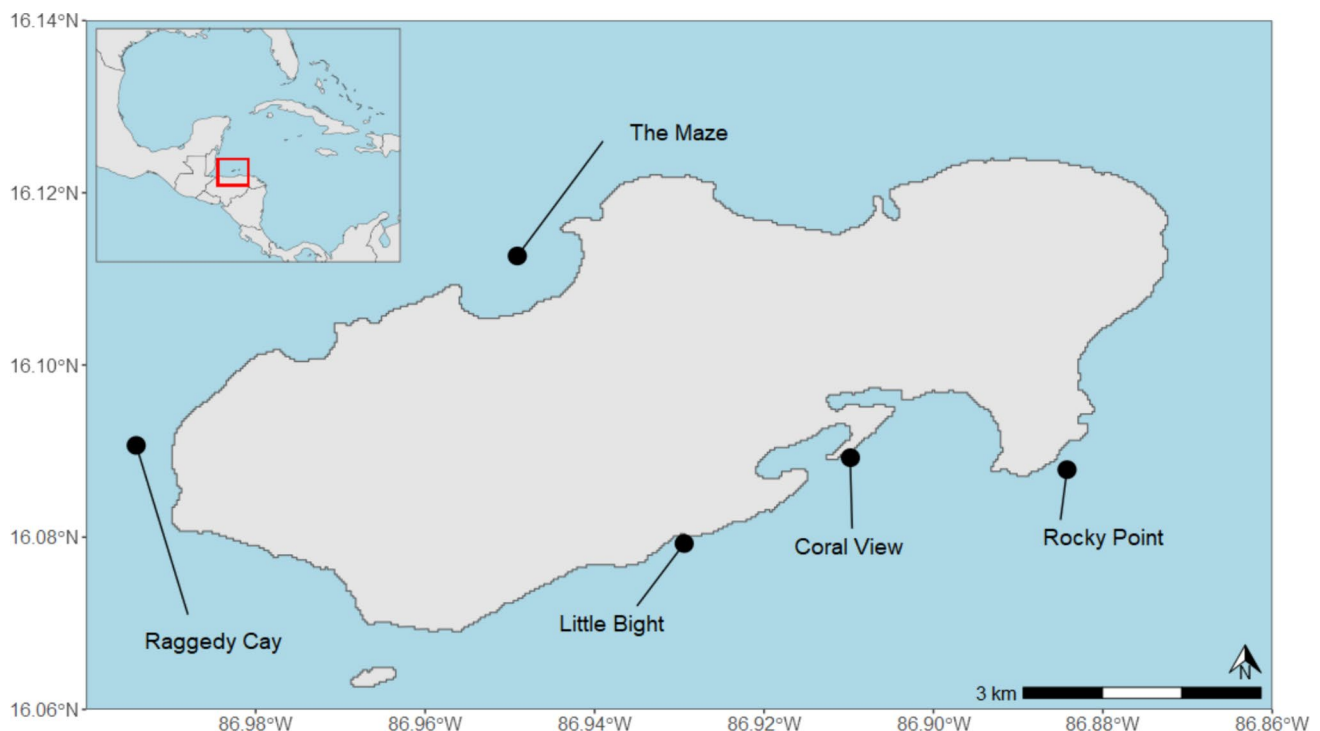 16.14°N
16.12°N
16.10°N
16.08°N
16.06°N
The Maze
Raggedy Cay
Little Bight
Coral View
Rocky Point
N
3 km
86.98°W
86.96°W
86.94°W
86.92°W
86.90°W
86.88°W
86.86°W